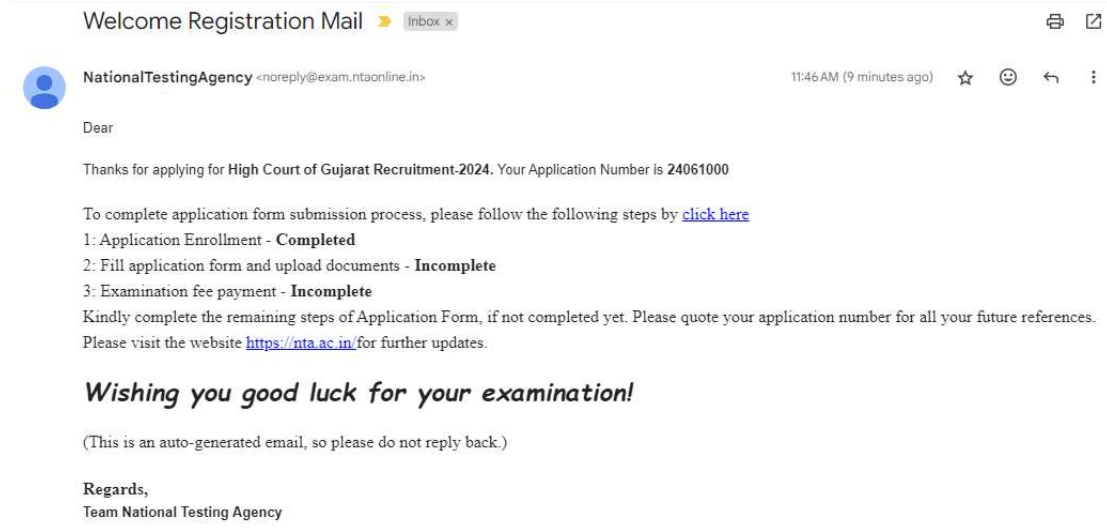 Welcome Registration Mail Inbox ×
NationalTestingAgency <noreply@exam.ntaonline.in> 11:46 AM (9 minutes ago)
Dear
Thanks for applying for High Court of Gujarat Recruitment-2024. Your Application Number is 24061000
To complete application form submission process, please follow the following steps by click here
1: Application Enrollment - Completed
2: Fill application form and upload documents - Incomplete
3: Examination fee payment - Incomplete
Kindly complete the remaining steps of Application Form, if not completed yet. Please quote your application number for all your future references.
Please visit the website https://nta.ac.in/for further updates.
Wishing you good luck for your examination!
(This is an auto-generated email, so please do not reply back.)
Regards,
Team National Testing Agency